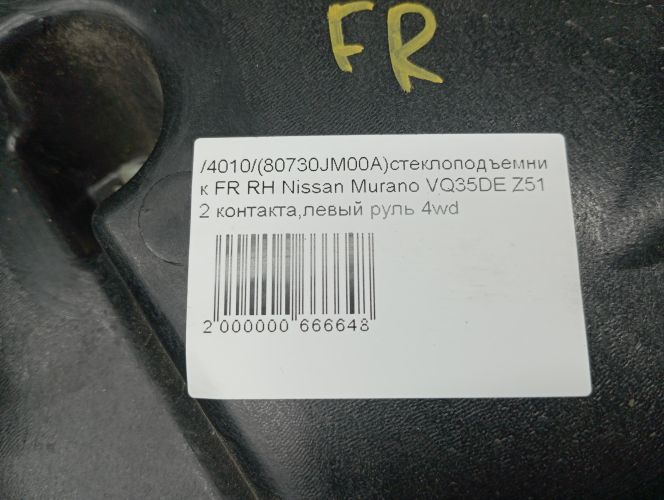 FR
/4010/(80730JM00A)стеклоподъемни
к FR RH Nissan Murano VQ35DE Z51
2 контакта,левый руль 4wd
2 000000 666648